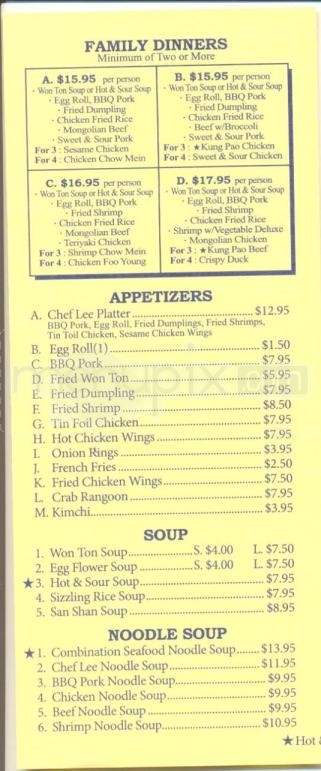 FAMILY DINNERS
Minimum of Two or More
A. $15.95 per person
· Won Ton Soup or Hot & Sour Soup
· Egg Roll, BBQ Pork
· Fried Dumpling
· Chicken Fried Rice
· Mongolian Beef
· Sweet & Sour Pork
For 3 : Sesame Chicken
For 4 : Chicken Chow Mein
B. $15.95 per person
· Won Ton Soup or Hot & Sour Soup
· Egg Roll, BBQ Pork
· Fried Dumpling
· Chicken Fried Rice
· Beef w/Broccoli
· Sweet & Sour Pork
For 3 : ★Kung Pao Chicken
For 4 : Sweet & Sour Chicken
C. $16.95 per person
· Won Ton Soup or Hot & Sour Soup
· Egg Roll, BBQ Pork
· Fried Shrimp
· Chicken Fried Rice
· Mongolian Beef
· Teriyaki Chicken
For 3 : Shrimp Chow Mein
For 4 : Chicken Foo Young
D. $17.95 per person
· Won Ton Soup or Hot & Sour Soup
· Egg Roll, BBQ Pork
· Fried Shrimp
· Chicken Fried Rice
· Shrimp w/Vegetable Deluxe
· Mongolian Chicken
For 3 : ★Kung Pao Beef
For 4 : Crispy Duck
APPETIZERS
A. Chef Lee Platter $12.95
BBQ Pork, Egg Roll, Fried Dumplings, Fried Shrimps,
Tin Toil Chicken, Sesame Chicken Wings
B. Egg Roll(1) $1.50
C. BBQ Pork $7.95
D. Fried Won Ton $5.95
E. Fried Dumpling $7.95
F. Fried Shrimp $8.50
G. Tin Foil Chicken $7.95
H. Hot Chicken Wings $7.95
I. Onion Rings $3.95
J. French Fries $2.50
K. Fried Chicken Wings $7.50
L. Crab Rangoon $7.95
M. Kimchi $3.95
SOUP
1. Won Ton Soup S. $4.00 L. $7.50
2. Egg Flower Soup S. $4.00 L. $7.50
★3. Hot & Sour Soup $7.95
4. Sizzling Rice Soup $7.95
5. San Shan Soup $8.95
NOODLE SOUP
★1. Combination Seafood Noodle Soup $13.95
2. Chef Lee Noodle Soup $11.95
3. BBQ Pork Noodle Soup $9.95
4. Chicken Noodle Soup $9.95
5. Beef Noodle Soup $9.95
6. Shrimp Noodle Soup $10.95
★Hot &